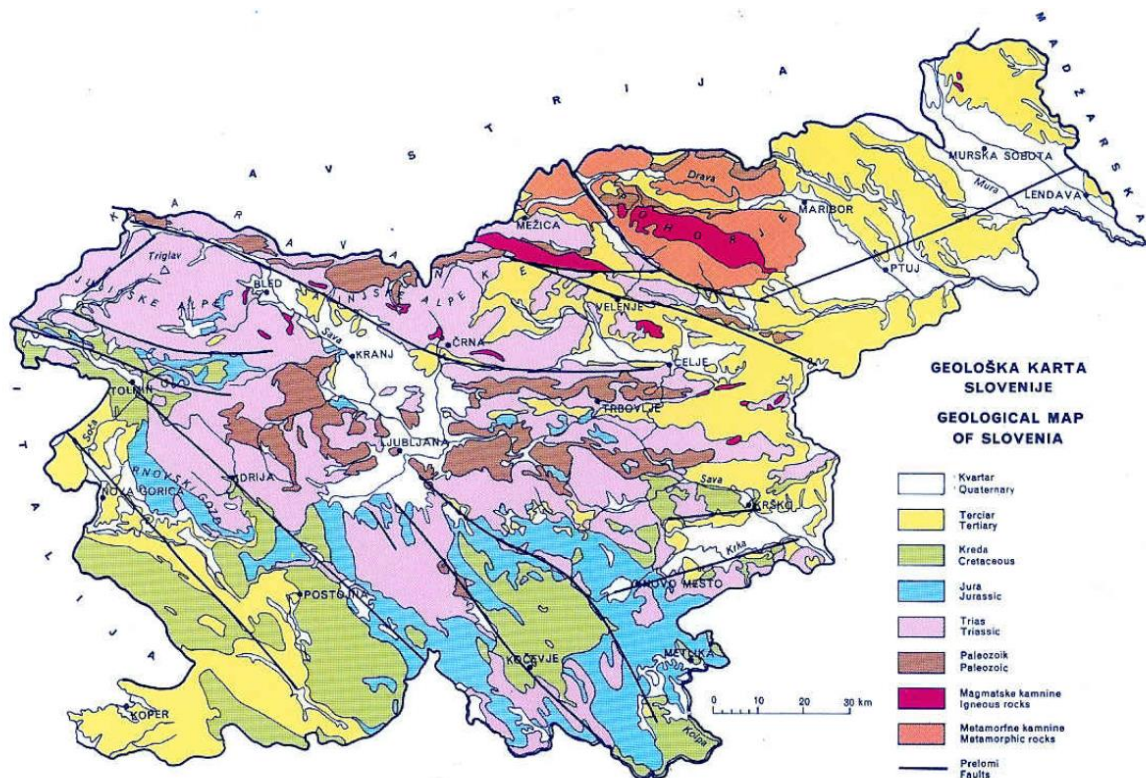 A V S T R I J A
M A D Ž A R S K A
I T A L I J A
MURSKA SOBOTA
Mura
LENDAVA
Drava
MARIBOR
POHORJE
PTUJ
MEŽICA
KARAVANKE
Triglav
JULIJSKE ALPE
BLED
KAMNIŠKE ALPE
VELENJE
Sava
KRANJ
ČRNA
CELJE
TOLMIN
TRBOVLJE
LJUBLJANA
Soča
IDRIJA
NOVA GORICA
Sava
KRŠKO
Krka
NOVO MESTO
POSTOJNA
KOČEVJE
METLIKA
KOPER
Kolpa
0 10 20 30 km
GEOLOŠKA KARTA
SLOVENIJE
GEOLOGICAL MAP
OF SLOVENIA
Kvartar
Quaternary
Terciar
Tertiary
Kreda
Cretaceous
Jura
Jurassic
Trias
Triassic
Paleozoik
Paleozoic
Magmatske kamnine
Igneous rocks
Metamorfne kamnine
Metamorphic rocks
Prelomi
Faults